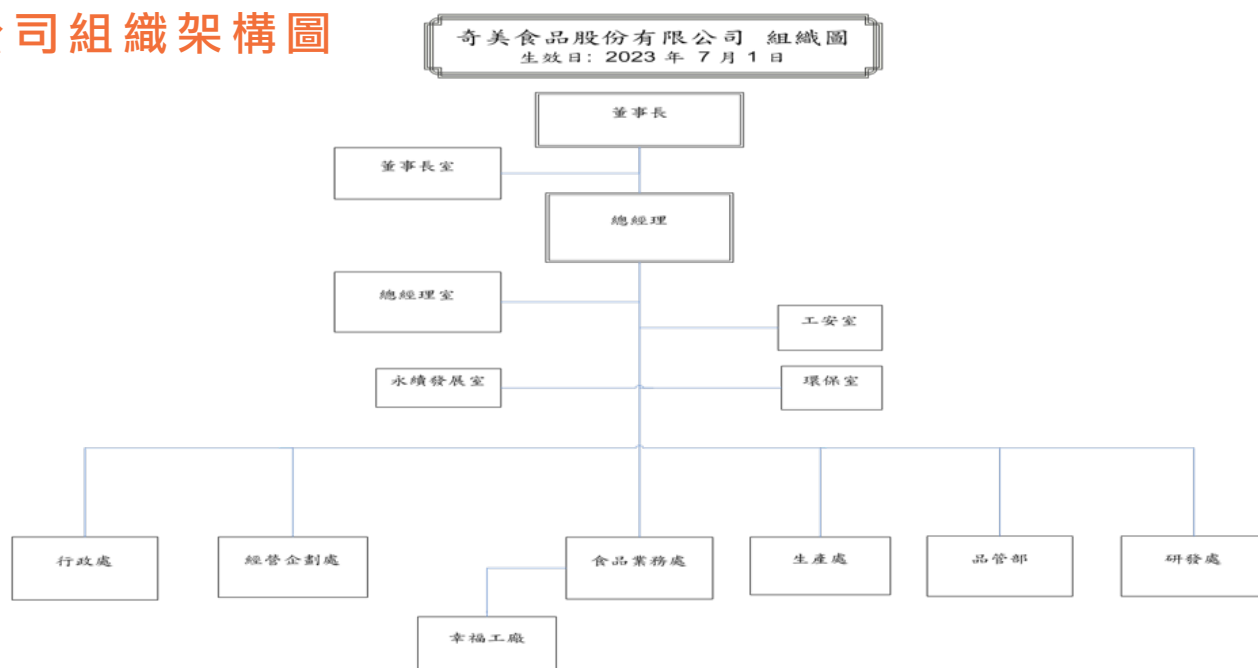 司組織架構圖
奇美食品股份有限公司 組織圖
生效日: 2023 年 7 月 1 日
董事長
董事長室
總經理
總經理室
工安室
永續發展室
環保室
行政處
經營企劃處
食品業務處
生產處
品管部
研發處
幸福工廠